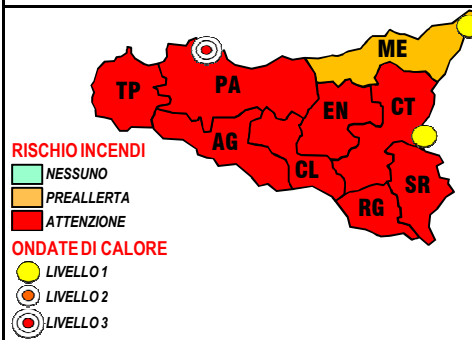 ME
TP
PA
EN
CT
AG
CL
SR
RG
RISCHIO INCENDI
NESSUNO
PREALLERTA
ATTENZIONE
ONDATE DI CALORE
LIVELLO 1
LIVELLO 2
LIVELLO 3